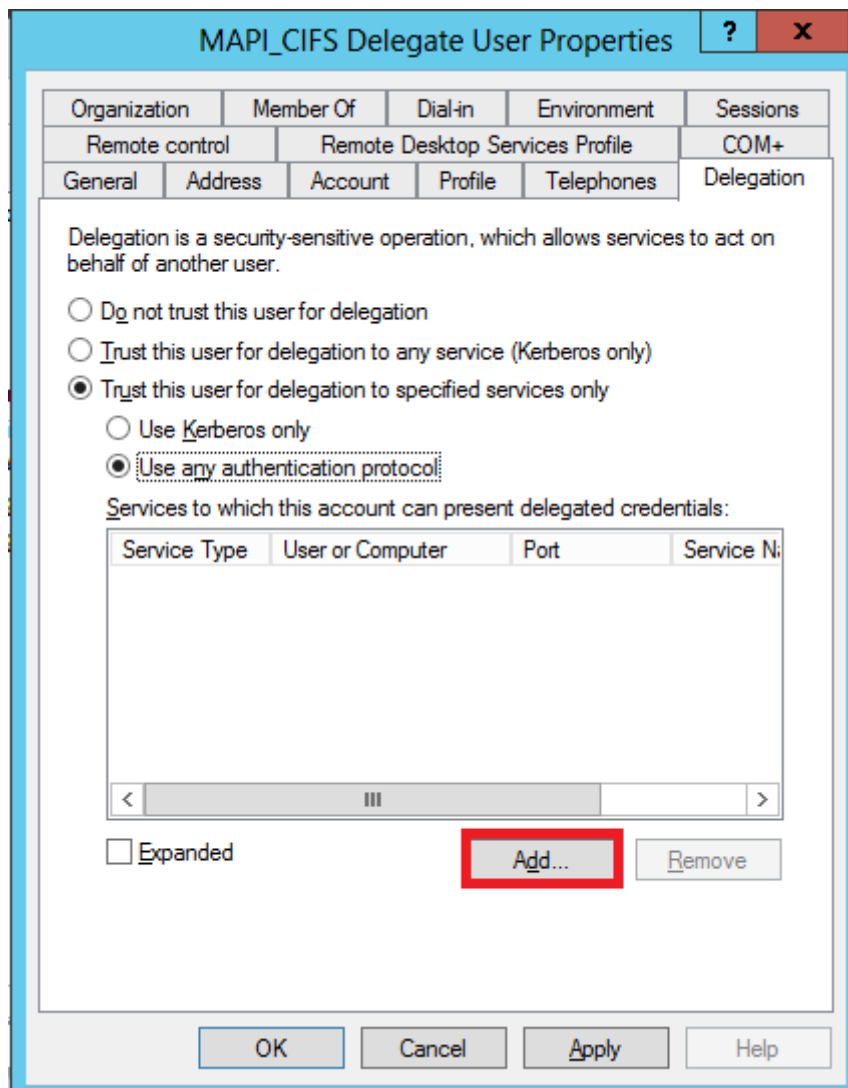 MAPI_CIFS Delegate User Properties
?
x
Organization
Member Of
Dial-in
Environment
Sessions
Remote control
Remote Desktop Services Profile
COM+
General
Address
Account
Profile
Telephones
Delegation
Delegation is a security-sensitive operation, which allows services to act on
behalf of another user.
Do not trust this user for delegation
Trust this user for delegation to any service (Kerberos only)
Trust this user for delegation to specified services only
Use Kerberos only
Use any authentication protocol
Services to which this account can present delegated credentials:
Service Type
User or Computer
Port
Service Na
Expanded
Add...
Remove
OK
Cancel
Apply
Help